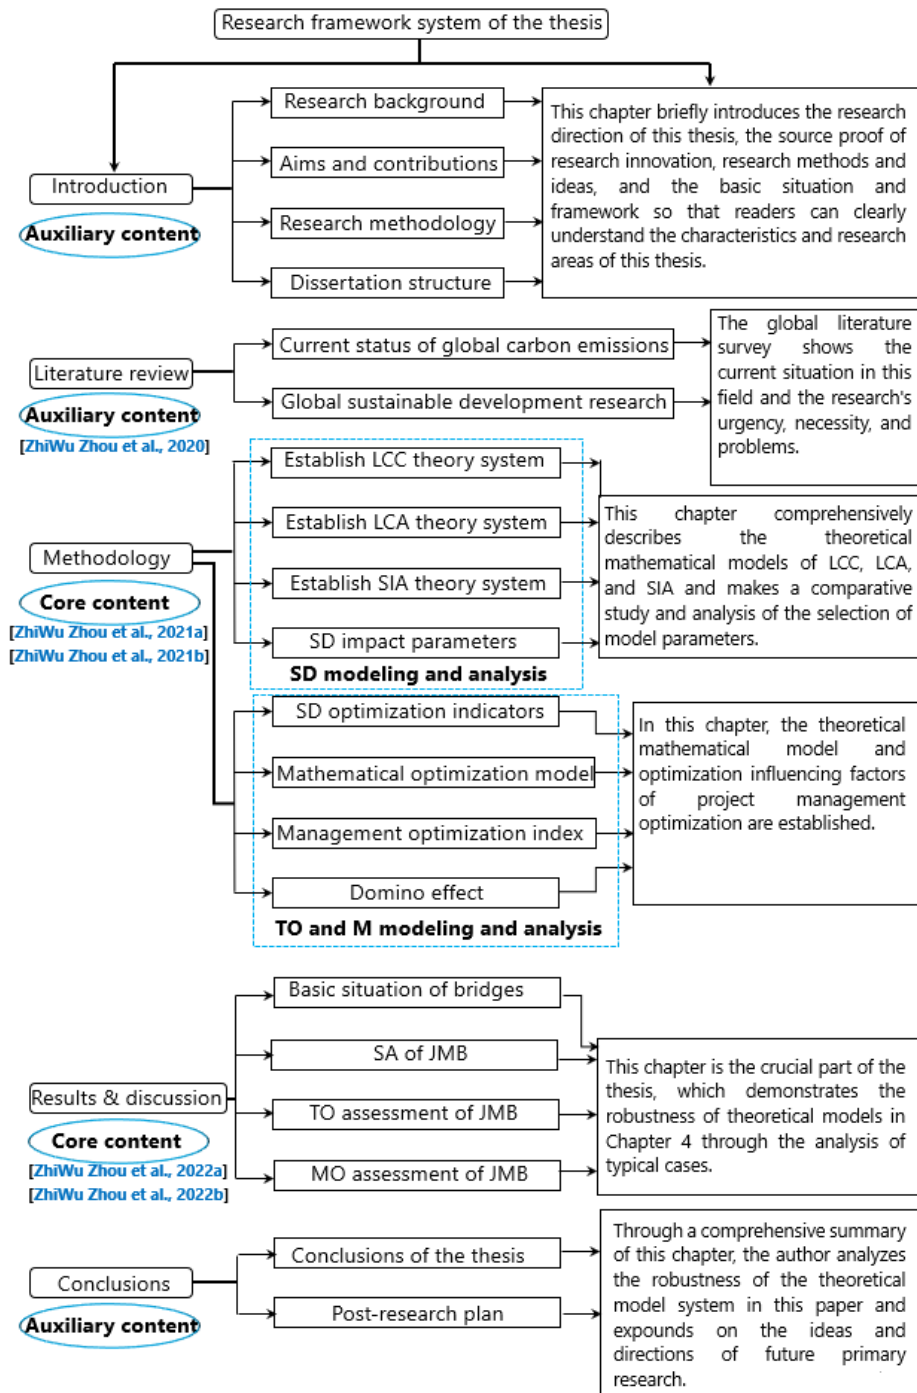 Research framework system of the thesis
Research background
Aims and contributions
Introduction
Auxiliary content
Research methodology
Dissertation structure
This chapter briefly introduces the research
direction of this thesis, the source proof of
research innovation, research methods and
ideas, and the basic situation and
framework so that readers can clearly
understand the characteristics and research
areas of this thesis.
Literature review
Auxiliary content
[ZhiWu Zhou et al., 2020]
Current status of global carbon emissions
Global sustainable development research
The global literature
survey shows the
current situation in this
field and the research's
urgency, necessity, and
problems.
Methodology
Core content
[ZhiWu Zhou et al., 2021a]
[ZhiWu Zhou et al., 2021b]
Establish LCC theory system
Establish LCA theory system
Establish SIA theory system
SD impact parameters
SD modeling and analysis
This chapter comprehensively
describes the theoretical
mathematical models of LCC, LCA,
and SIA and makes a comparative
study and analysis of the selection of
model parameters.
SD optimization indicators
Mathematical optimization model
Management optimization index
Domino effect
TO and M modeling and analysis
In this chapter, the theoretical
mathematical model and
optimization influencing factors
of project management
optimization are established.
Results & discussion
Core content
[ZhiWu Zhou et al., 2022a]
[ZhiWu Zhou et al., 2022b]
Basic situation of bridges
SA of JMB
TO assessment of JMB
MO assessment of JMB
This chapter is the crucial part of the
thesis, which demonstrates the
robustness of theoretical models in
Chapter 4 through the analysis of
typical cases.
Conclusions
Auxiliary content
Conclusions of the thesis
Post-research plan
Through a comprehensive summary
of this chapter, the author analyzes
the robustness of the theoretical
model system in this paper and
expounds on the ideas and
directions of future primary
research.